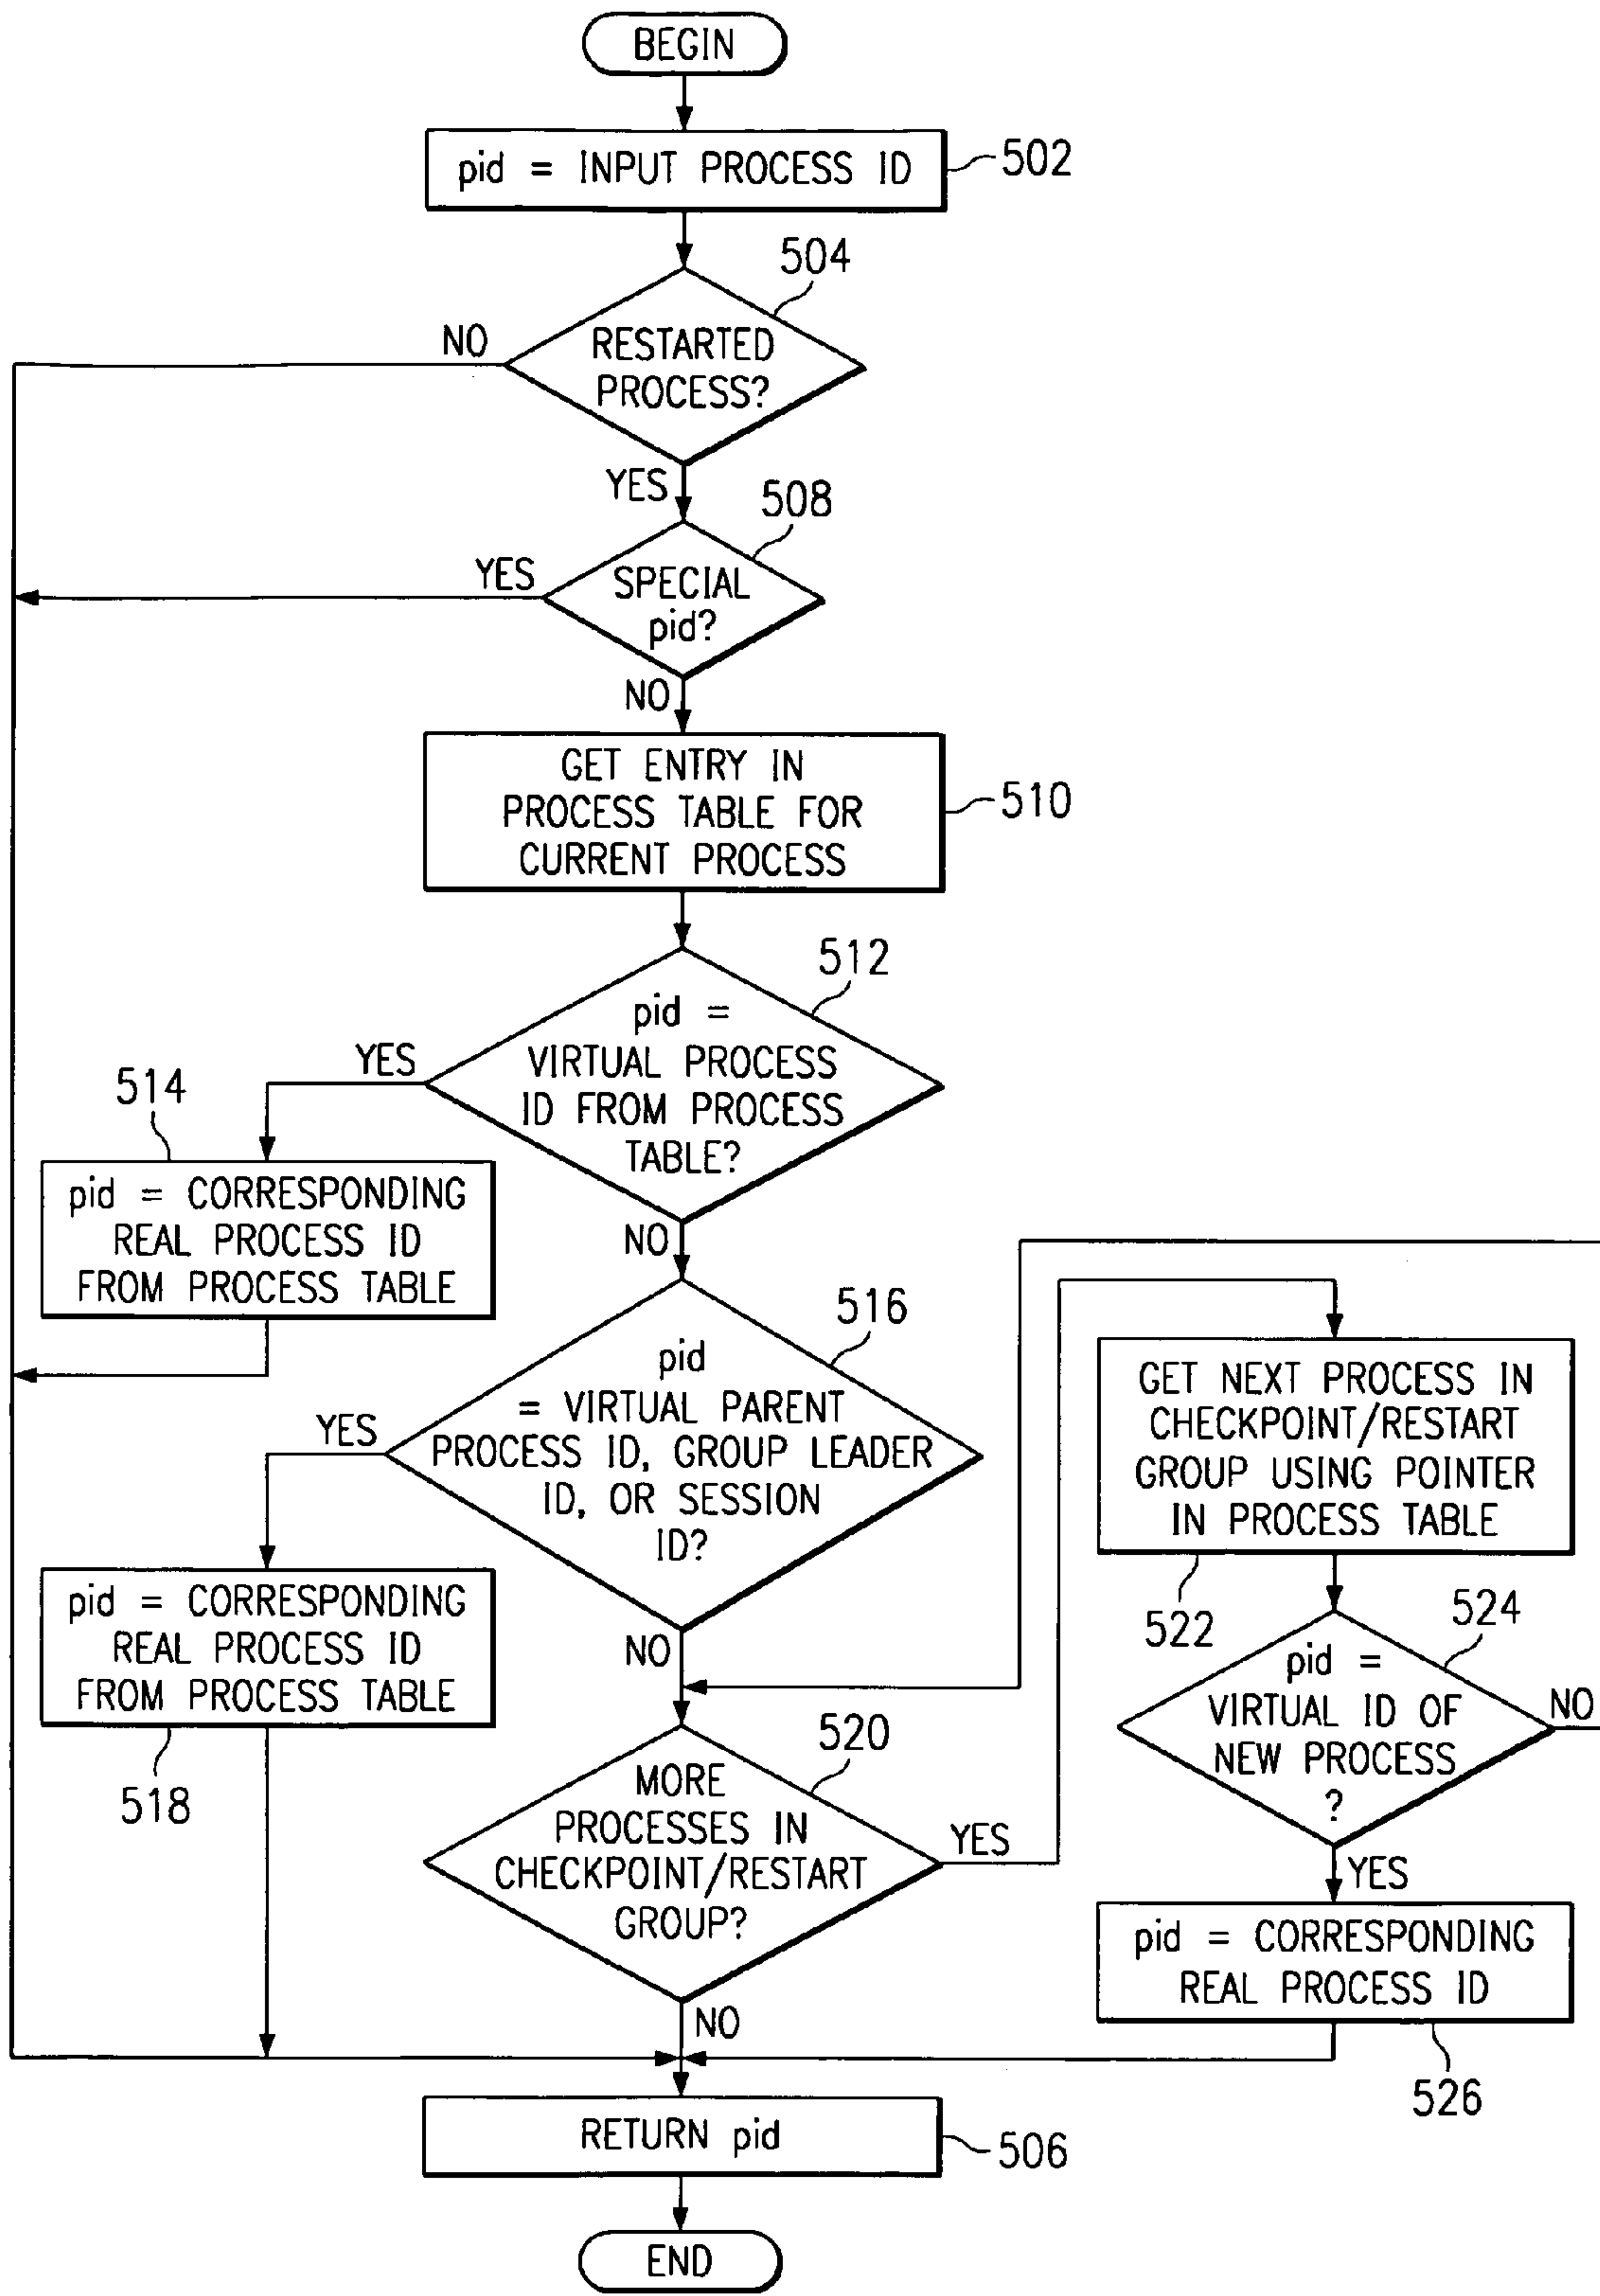 BEGIN
pid = INPUT PROCESS ID
502
504
RESTARTED
PROCESS?
NO
YES
508
SPECIAL
pid?
YES
NO
GET ENTRY IN
PROCESS TABLE FOR
CURRENT PROCESS
510
512
pid =
VIRTUAL PROCESS
ID FROM PROCESS
TABLE?
YES
NO
514
pid = CORRESPONDING
REAL PROCESS ID
FROM PROCESS TABLE
516
pid
= VIRTUAL PARENT
PROCESS ID, GROUP LEADER
ID, OR SESSION
ID?
YES
NO
pid = CORRESPONDING
REAL PROCESS ID
FROM PROCESS TABLE
518
520
MORE
PROCESSES IN
CHECKPOINT/RESTART
GROUP?
YES
NO
GET NEXT PROCESS IN
CHECKPOINT/RESTART
GROUP USING POINTER
IN PROCESS TABLE
522
524
pid =
VIRTUAL ID OF
NEW PROCESS
?
NO
YES
pid = CORRESPONDING
REAL PROCESS ID
526
RETURN pid
506
END